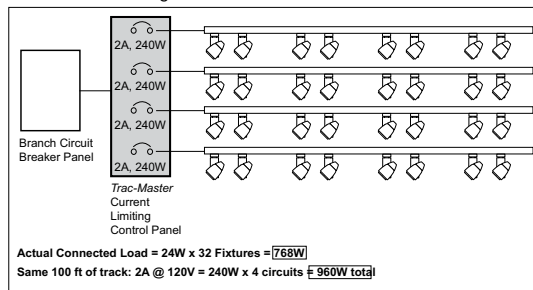 2A, 240W
2A, 240W
2A, 240W
2A, 240W
Branch Circuit
Breaker Panel
Trac-Master
Current
Limiting
Control Panel
Actual Connected Load = 24W x 32 Fixtures = 768W
Same 100 ft of track: 2A @ 120V = 240W x 4 circuits = 960W total